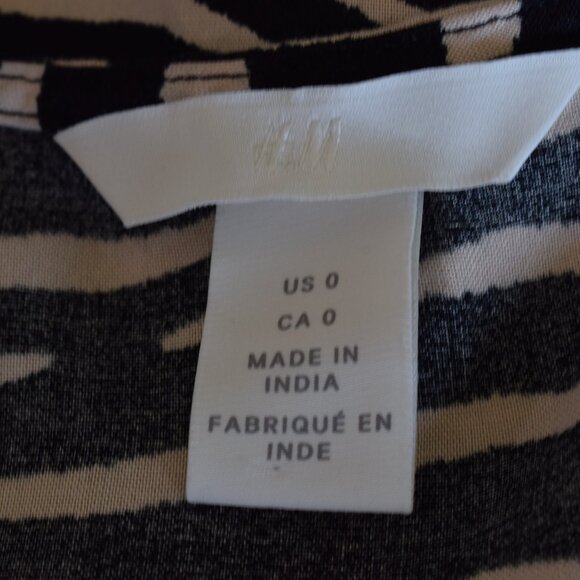 H&M
US 0
CA 0
MADE IN
INDIA
FABRIQUÉ EN
INDE